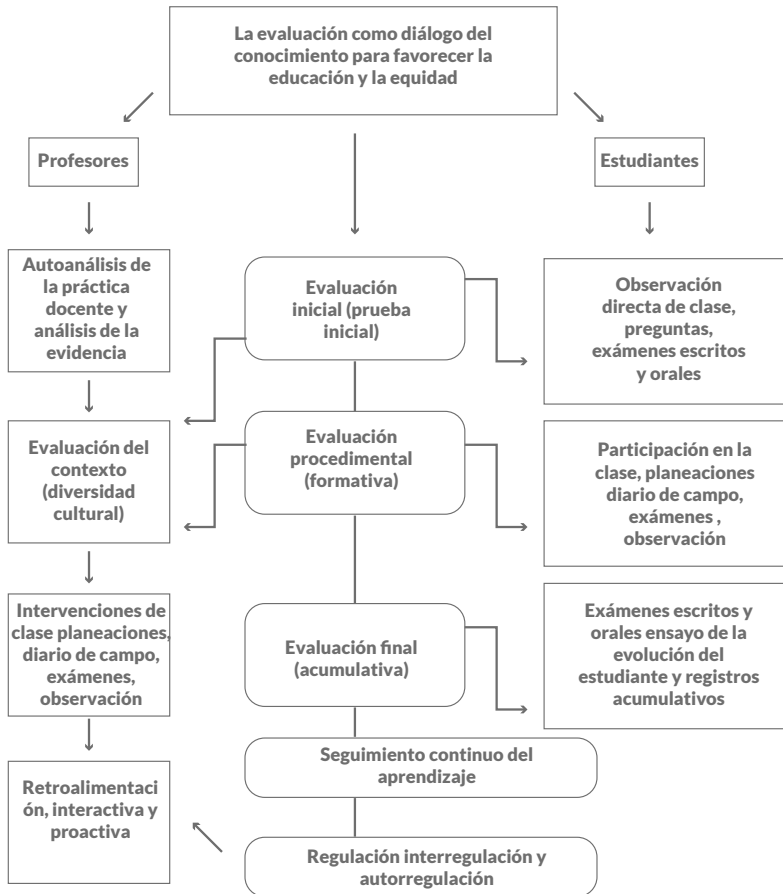 La evaluación como diálogo del
conocimiento para favorecer la
educación y la equidad
Profesores
Estudiantes
Autoanálisis de
la práctica
docente y
análisis de la
evidencia
Evaluación
inicial (prueba
inicial)
Observación
directa de clase,
preguntas,
exámenes escritos
y orales
Evaluación del
contexto
(diversidad
cultural)
Evaluación
procedimental
(formativa)
Participación en la
clase, planeaciones
diario de campo,
exámenes ,
observación
Intervenciones de
clase planeaciones,
diario de campo,
exámenes,
observación
Evaluación final
(acumulativa)
Exámenes escritos y
orales ensayo de la
evolución del
estudiante y registros
acumulativos
Seguimiento continuo del
aprendizaje
Retroalimentaci
ón, interactiva y
proactiva
Regulación interregulación y
autorregulación